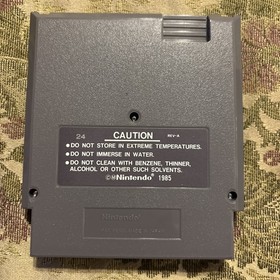 24 CAUTION REV-A
● DO NOT STORE IN EXTREME TEMPERATURES.
● DO NOT IMMERSE IN WATER.
● DO NOT CLEAN WITH BENZENE, THINNER,
ALCOHOL OR OTHER SUCH SOLVENTS.
©Nintendo® 1985
Nintendo